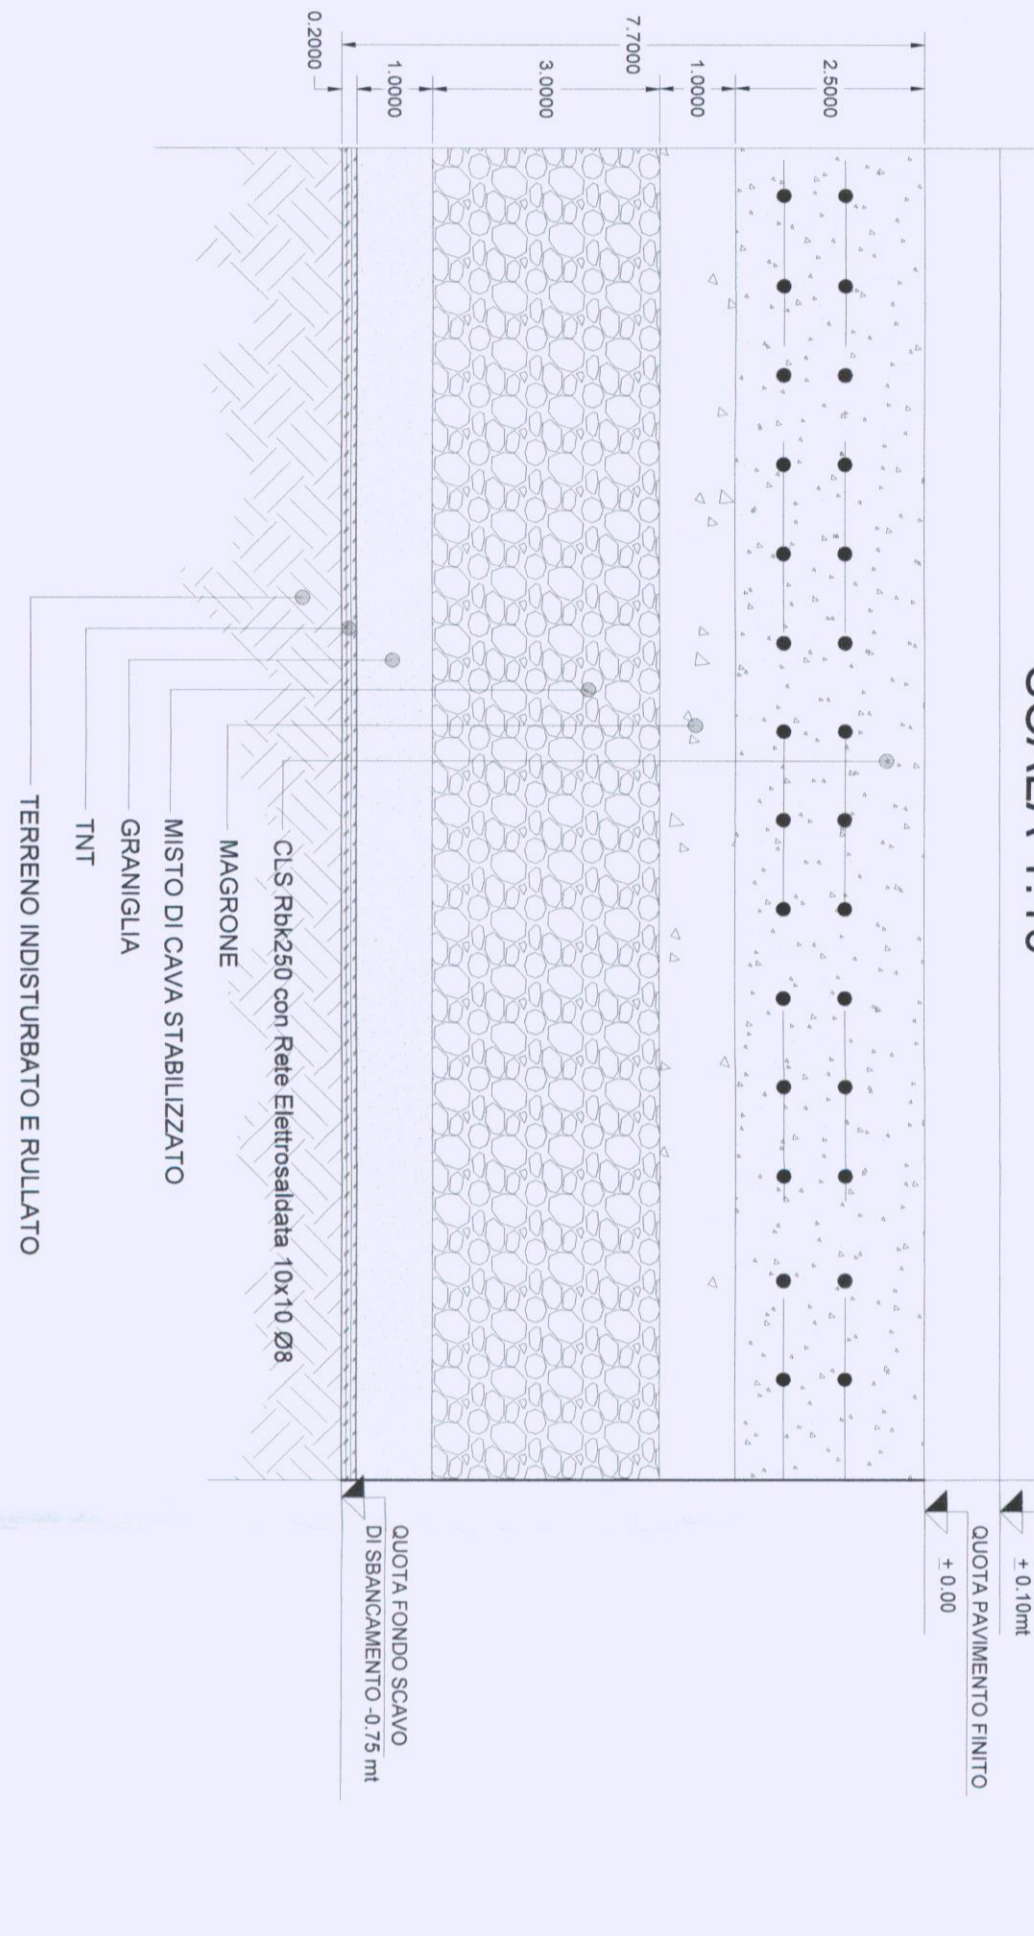 + 0.10mt
QUOTA PAVIMENTO FINITO
± 0.00
2.5000
1.0000
7.7000
3.0000
1.0000
0.2000
QUOTA FONDO SCAVO
DI SBANCAMENTO -0.75 mt
CLS Rbk250 con Rete Elettrosaldata 10x10 Ø8
MAGRONE
MISTO DI CAVA STABILIZZATO
GRANIGLIA
TNT
TERRENO INDISTURBATO E RULLATO